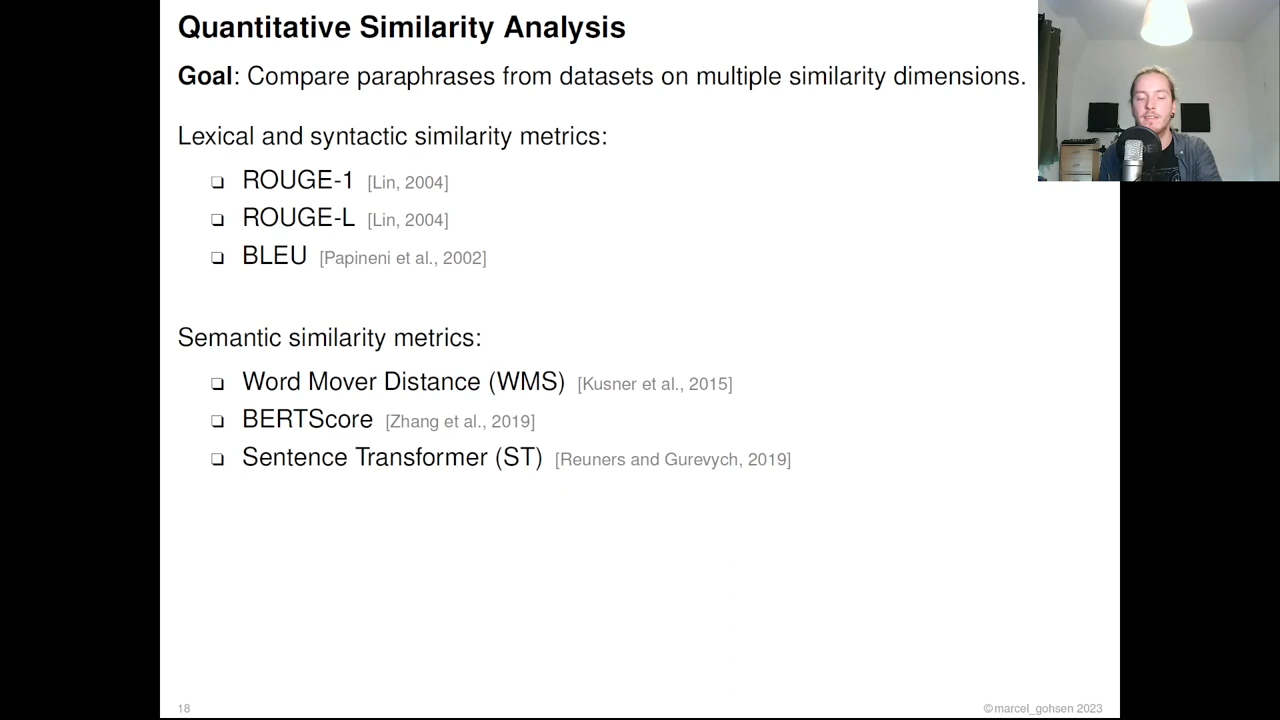 Quantitative Similarity Analysis
Goal: Compare paraphrases from datasets on multiple similarity dimensions.
Lexical and syntactic similarity metrics:
❏ ROUGE-1 [Lin, 2004]
❏ ROUGE-L [Lin, 2004]
❏ BLEU [Papineni et al., 2002]
Semantic similarity metrics:
❏ Word Mover Distance (WMS) [Kusner et al., 2015]
❏ BERTScore [Zhang et al., 2019]
❏ Sentence Transformer (ST) [Reuners and Gurevych, 2019]
18
©marcel_gohsen 2023